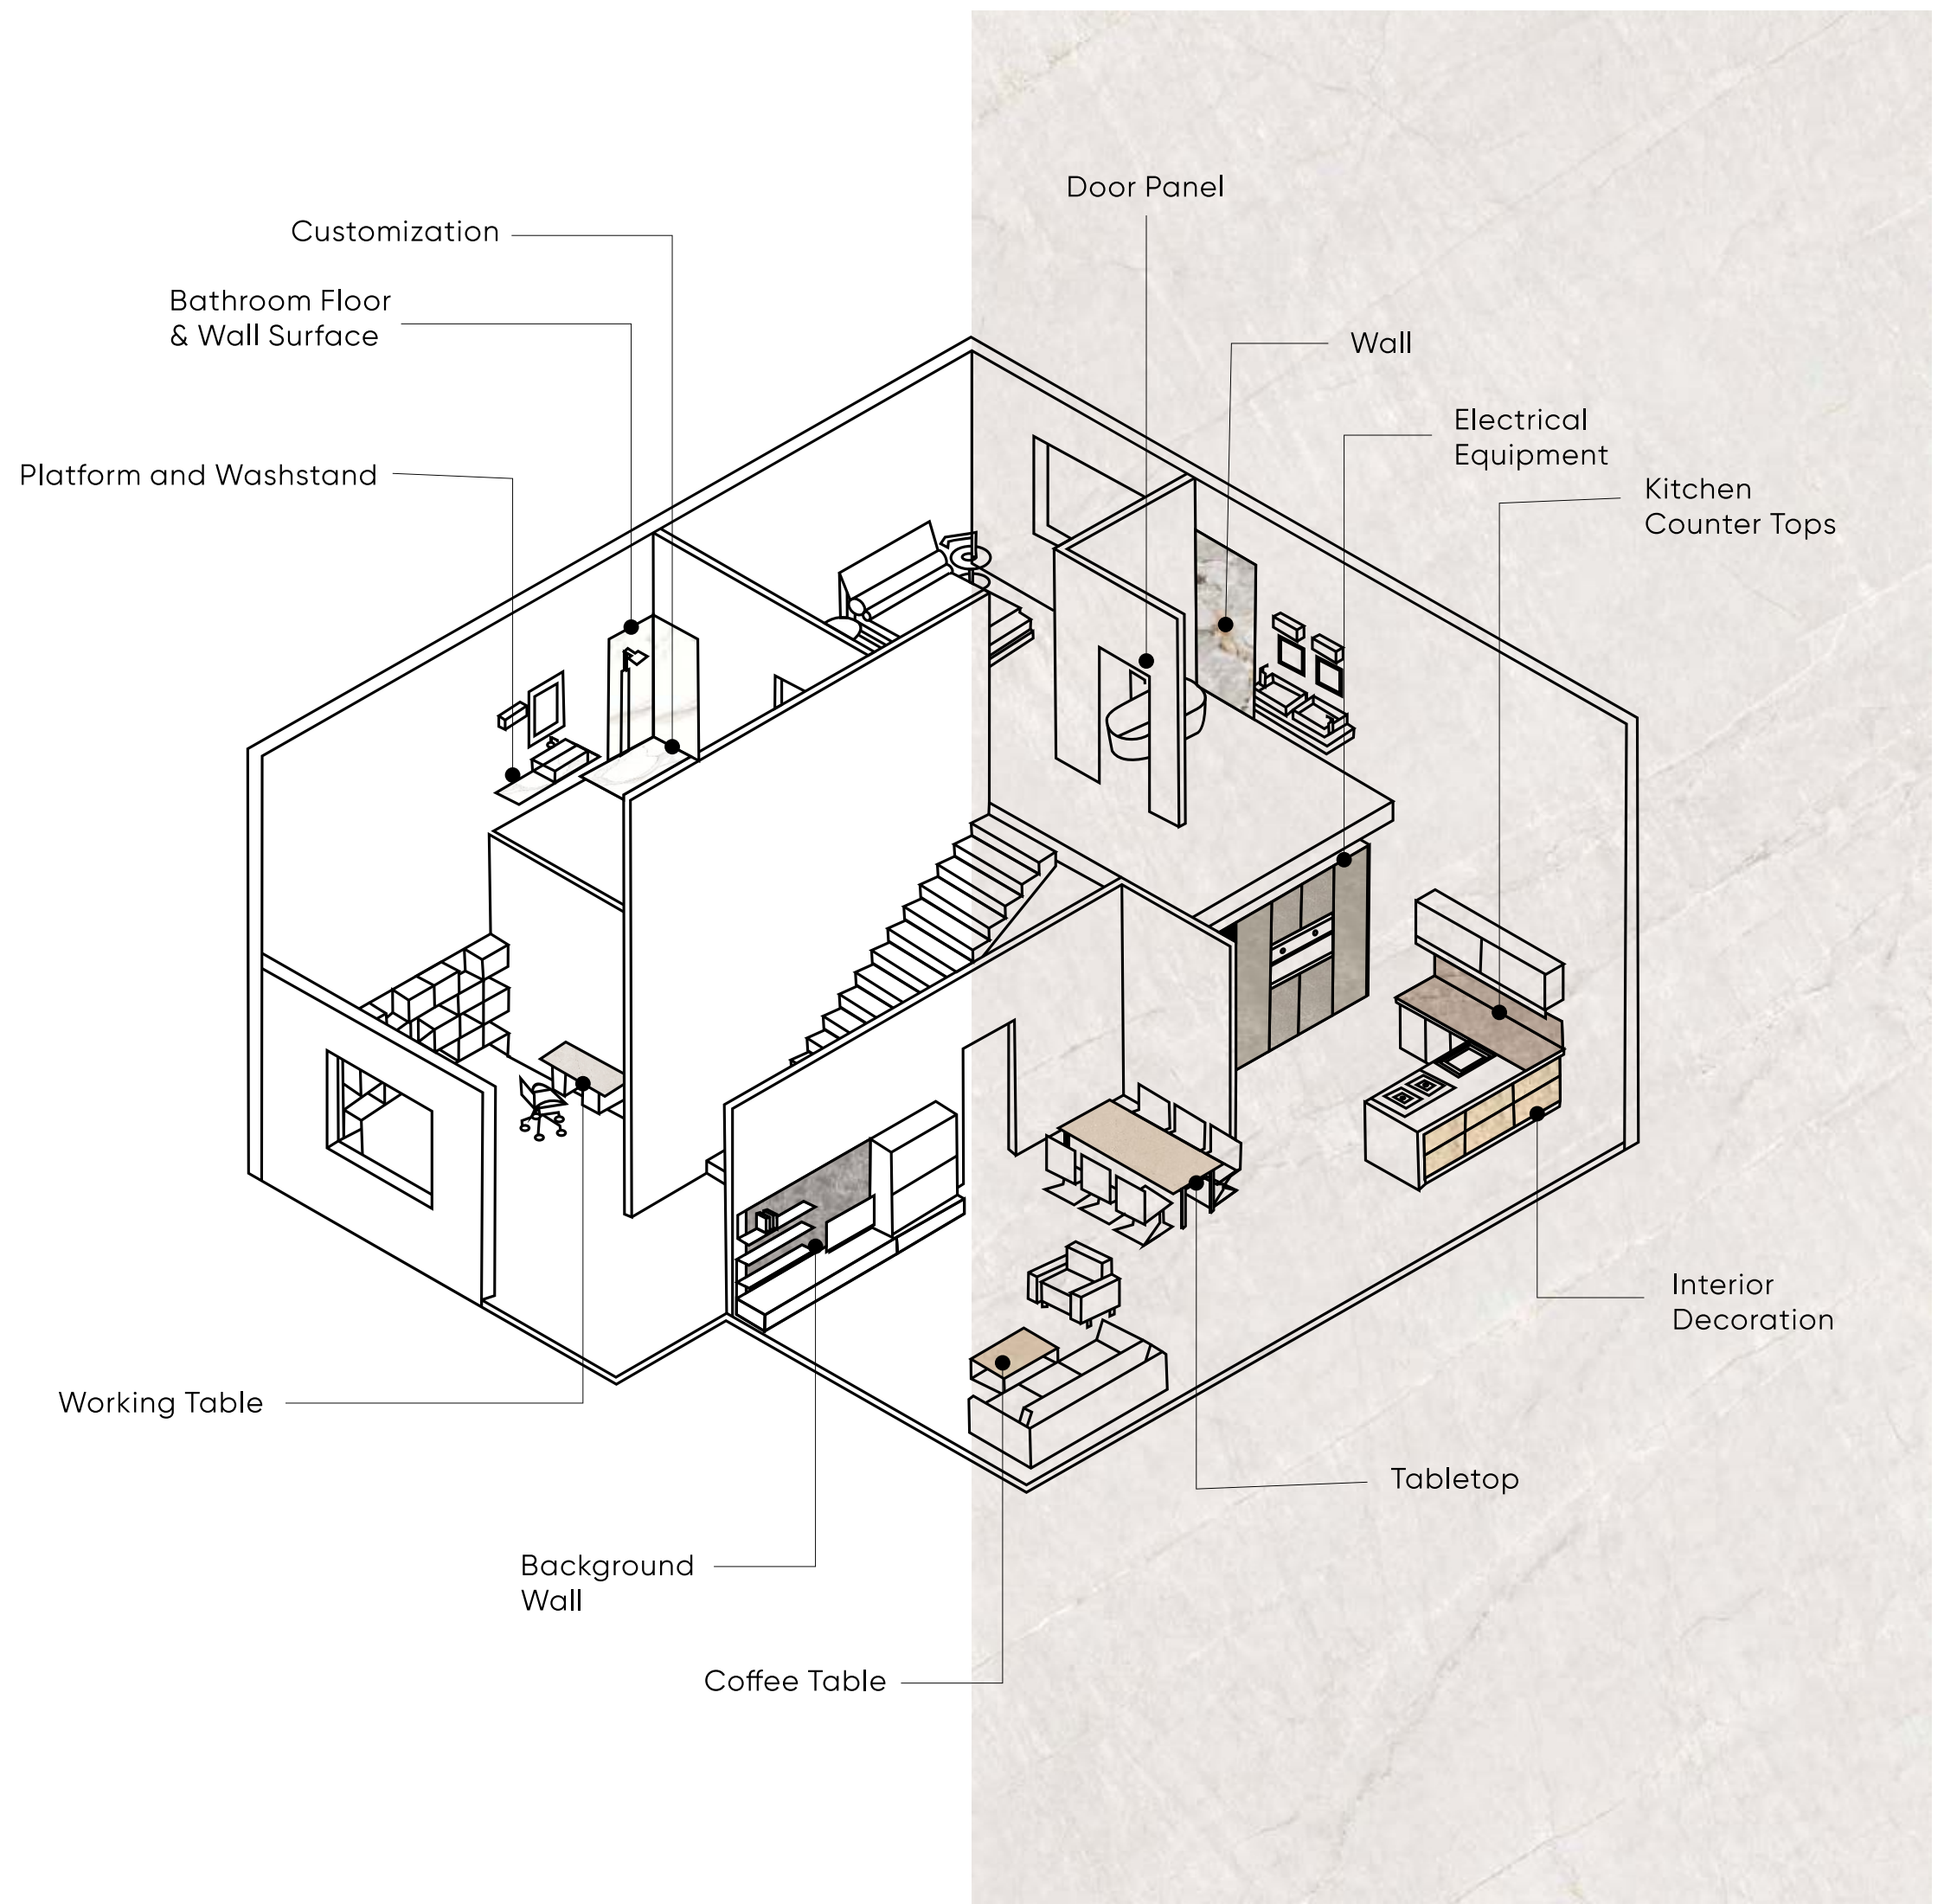 Door Panel
Customization
Bathroom Floor
& Wall Surface
Wall
Electrical
Equipment
Platform and Washstand
Kitchen
Counter Tops
Interior
Decoration
Working Table
Tabletop
Background
Wall
Coffee Table